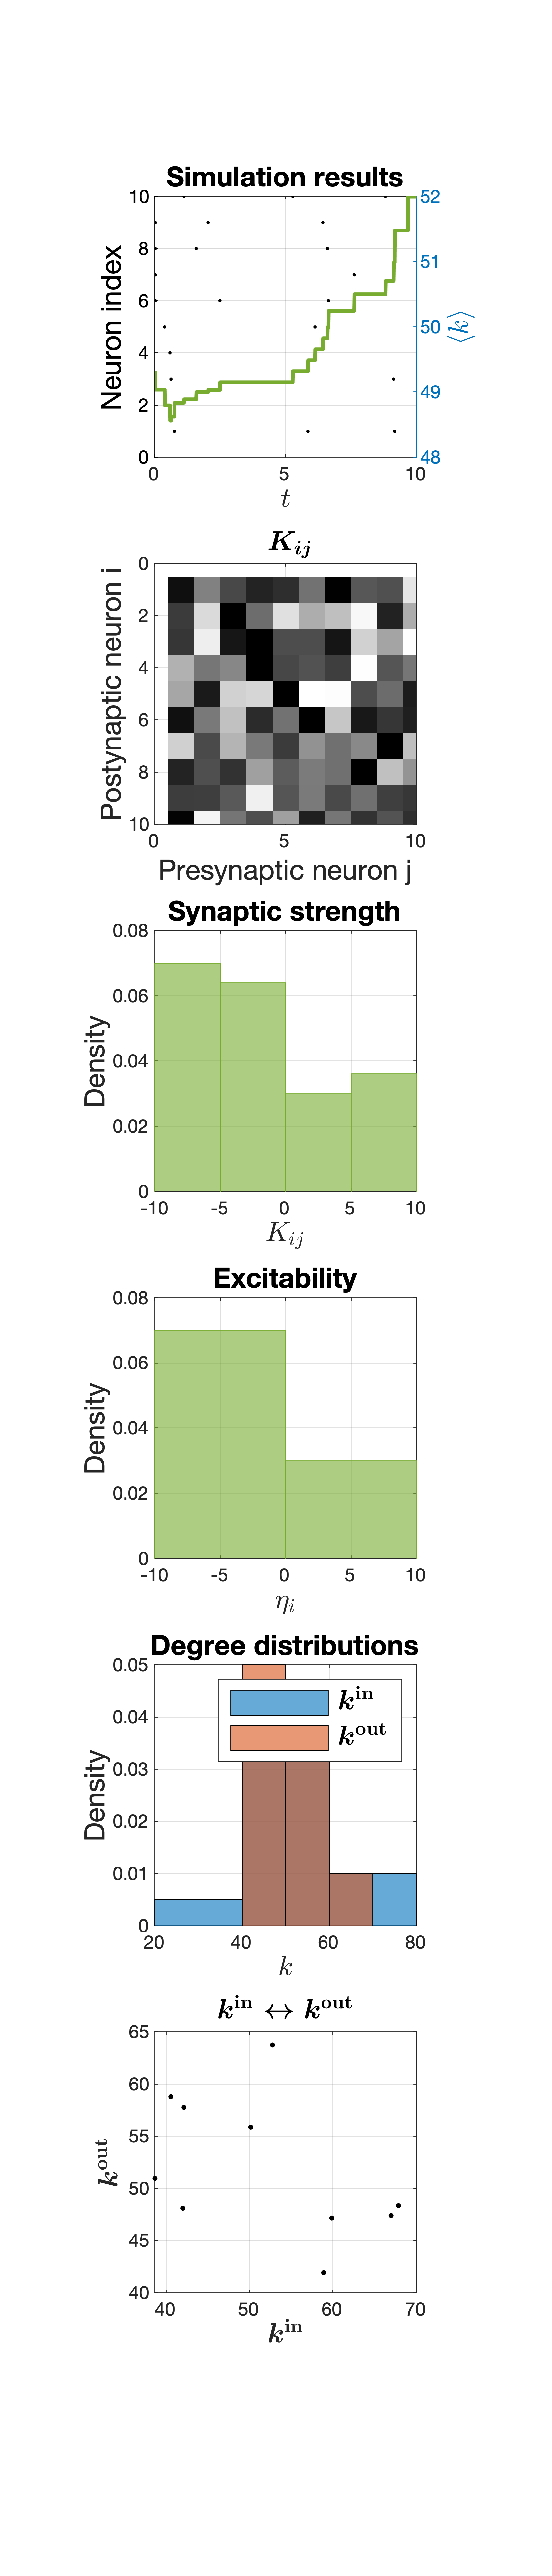 Simulation results
10
8
6
4
2
0
Neuron index
52
51
50
49
48
⟨k⟩
0 5 10
t
K_ij
0
2
4
6
8
10
Postynaptic neuron i
0 5 10
Presynaptic neuron j
Synaptic strength
0.08
0.06
0.04
0.02
0
Density
-10 -5 0 5 10
K_ij
Excitability
0.08
0.06
0.04
0.02
0
Density
-10 -5 0 5 10
η_i
Degree distributions
0.05
0.04
0.03
0.02
0.01
0
Density
k^in
k^out
20 40 60 80
k
k^in ↔ k^out
65
60
55
50
45
40
k^out
40 50 60 70
k^in